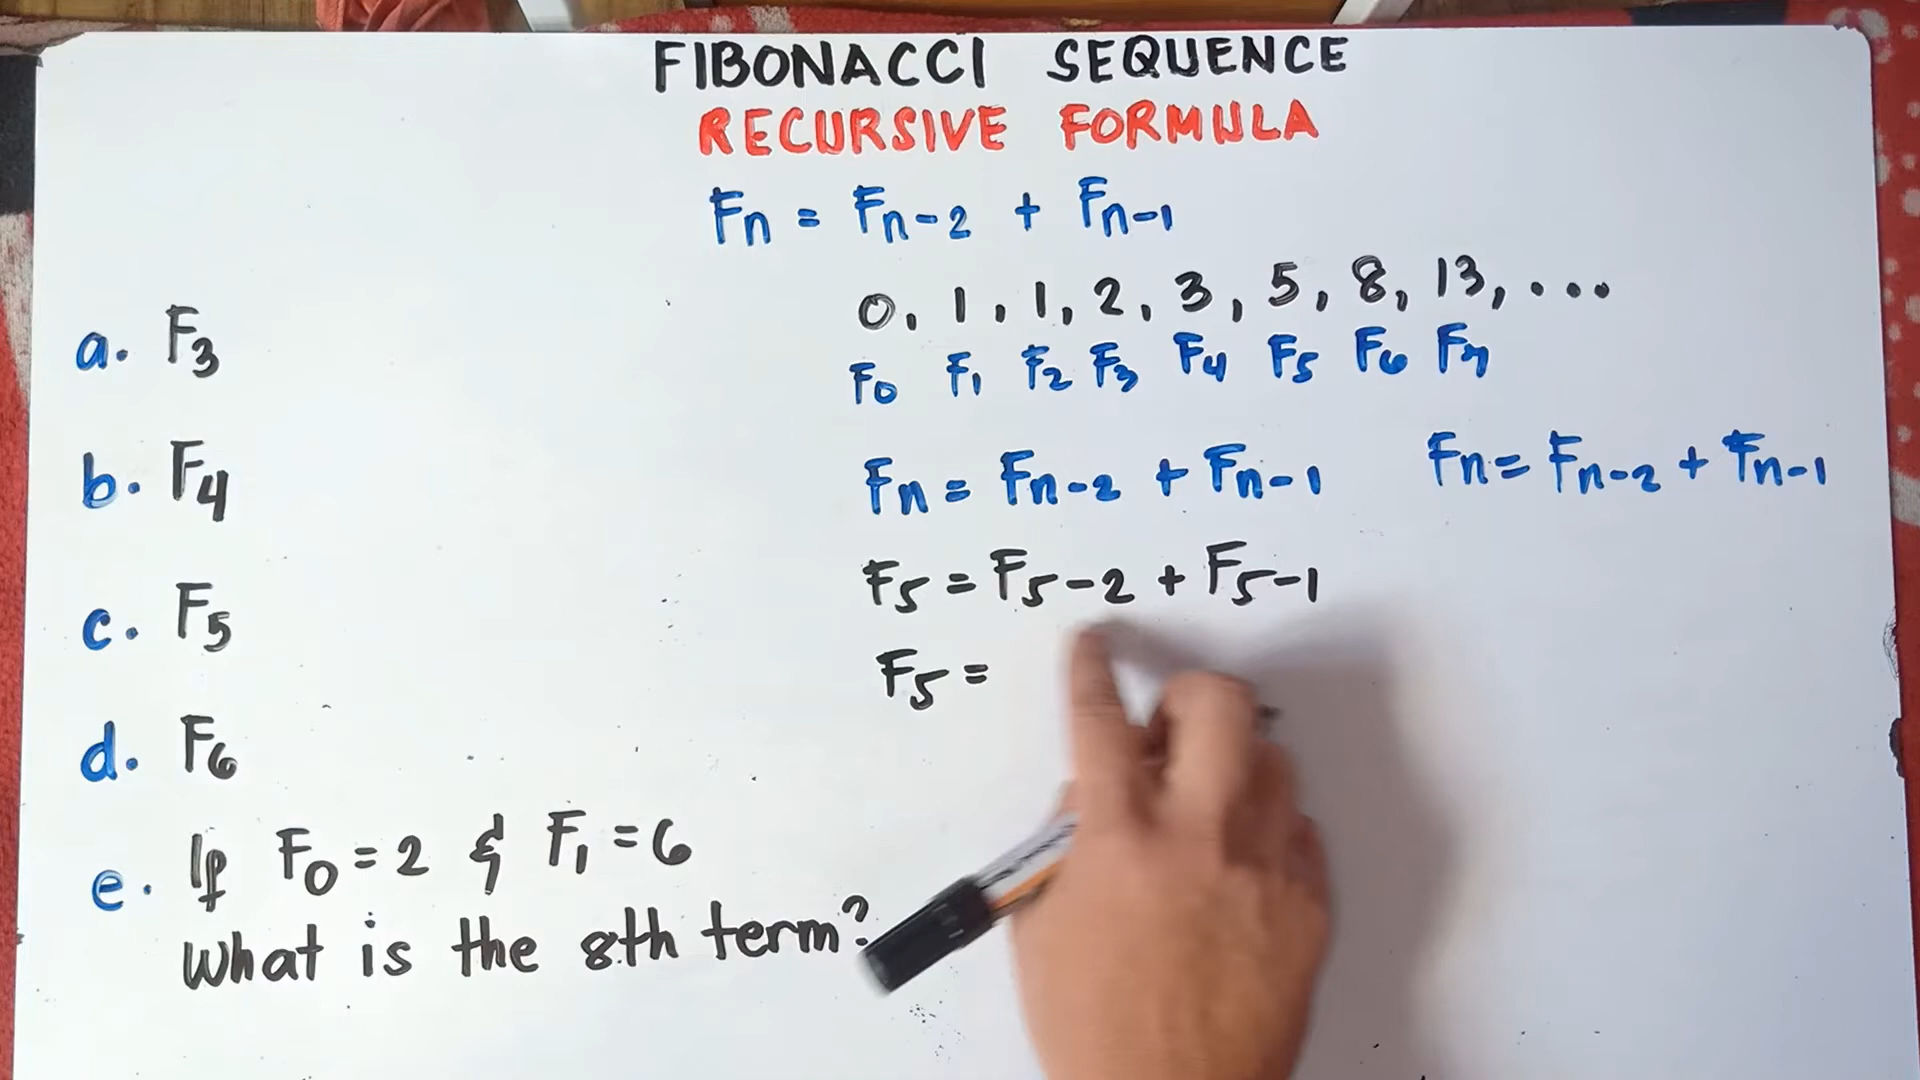 FIBONACCI SEQUENCE
RECURSIVE FORMULA
Fn = Fn-2 + Fn-1
0, 1, 1, 2, 3, 5, 8, 13, ...
F0 F1 F2 F3 F4 F5 F6 F7
a. F3
b. F4
c. F5
d. F6
e. If F0 = 2 & F1 = 6
What is the 8th term?
Fn = Fn-2 + Fn-1
F5 = F5-2 + F5-1
F5 =
Fn = Fn-2 + Fn-1